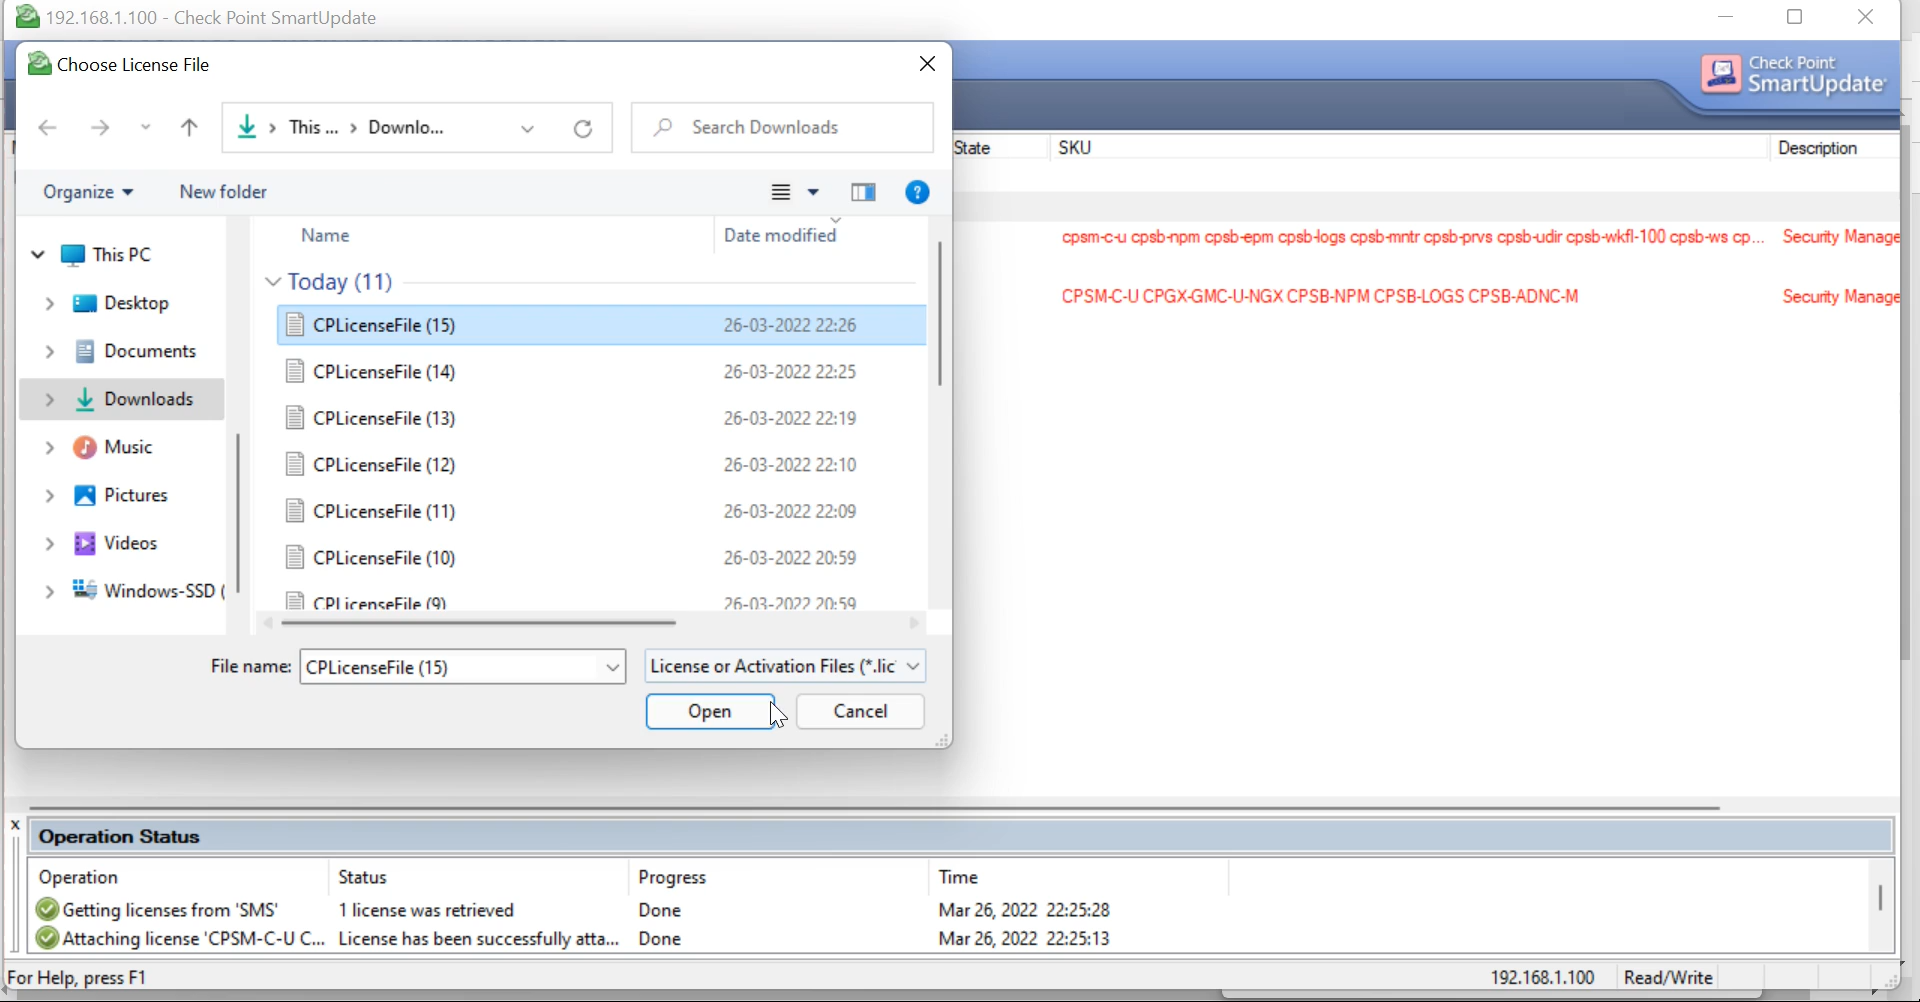 192.168.1.100 - Check Point SmartUpdate
Choose License File
Check Point
SmartUpdate
This ... > Downlo...
Search Downloads
State
SKU
Description
Organize
New folder
Name
Date modified
This PC
Desktop
Documents
Downloads
Music
Pictures
Videos
Windows-SSD (
Today (11)
CPLicenseFile (15) 26-03-2022 22:26
CPLicenseFile (14) 26-03-2022 22:25
CPLicenseFile (13) 26-03-2022 22:19
CPLicenseFile (12) 26-03-2022 22:10
CPLicenseFile (11) 26-03-2022 22:09
CPLicenseFile (10) 26-03-2022 20:59
CPLicenseFile (9) 26-03-2022 20:59
cpsm-c-u cpsb-npm cpsb-epm cpsb-logs cpsb-mntr cpsb-prvs cpsb-udir cpsb-wkfl-100 cpsb-ws cp... Security Manage
CPSM-C-U CPGX-GMC-U-NGX CPSB-NPM CPSB-LOGS CPSB-ADNC-M Security Manage
File name: CPLicenseFile (15) License or Activation Files (*.lic
Open Cancel
x
Operation Status
Operation Status Progress Time
Getting licenses from 'SMS' 1 license was retrieved Done Mar 26, 2022 22:25:28
Attaching license 'CPSM-C-U C... License has been successfully atta... Done Mar 26, 2022 22:25:13
For Help, press F1 192.168.1.100 Read/Write